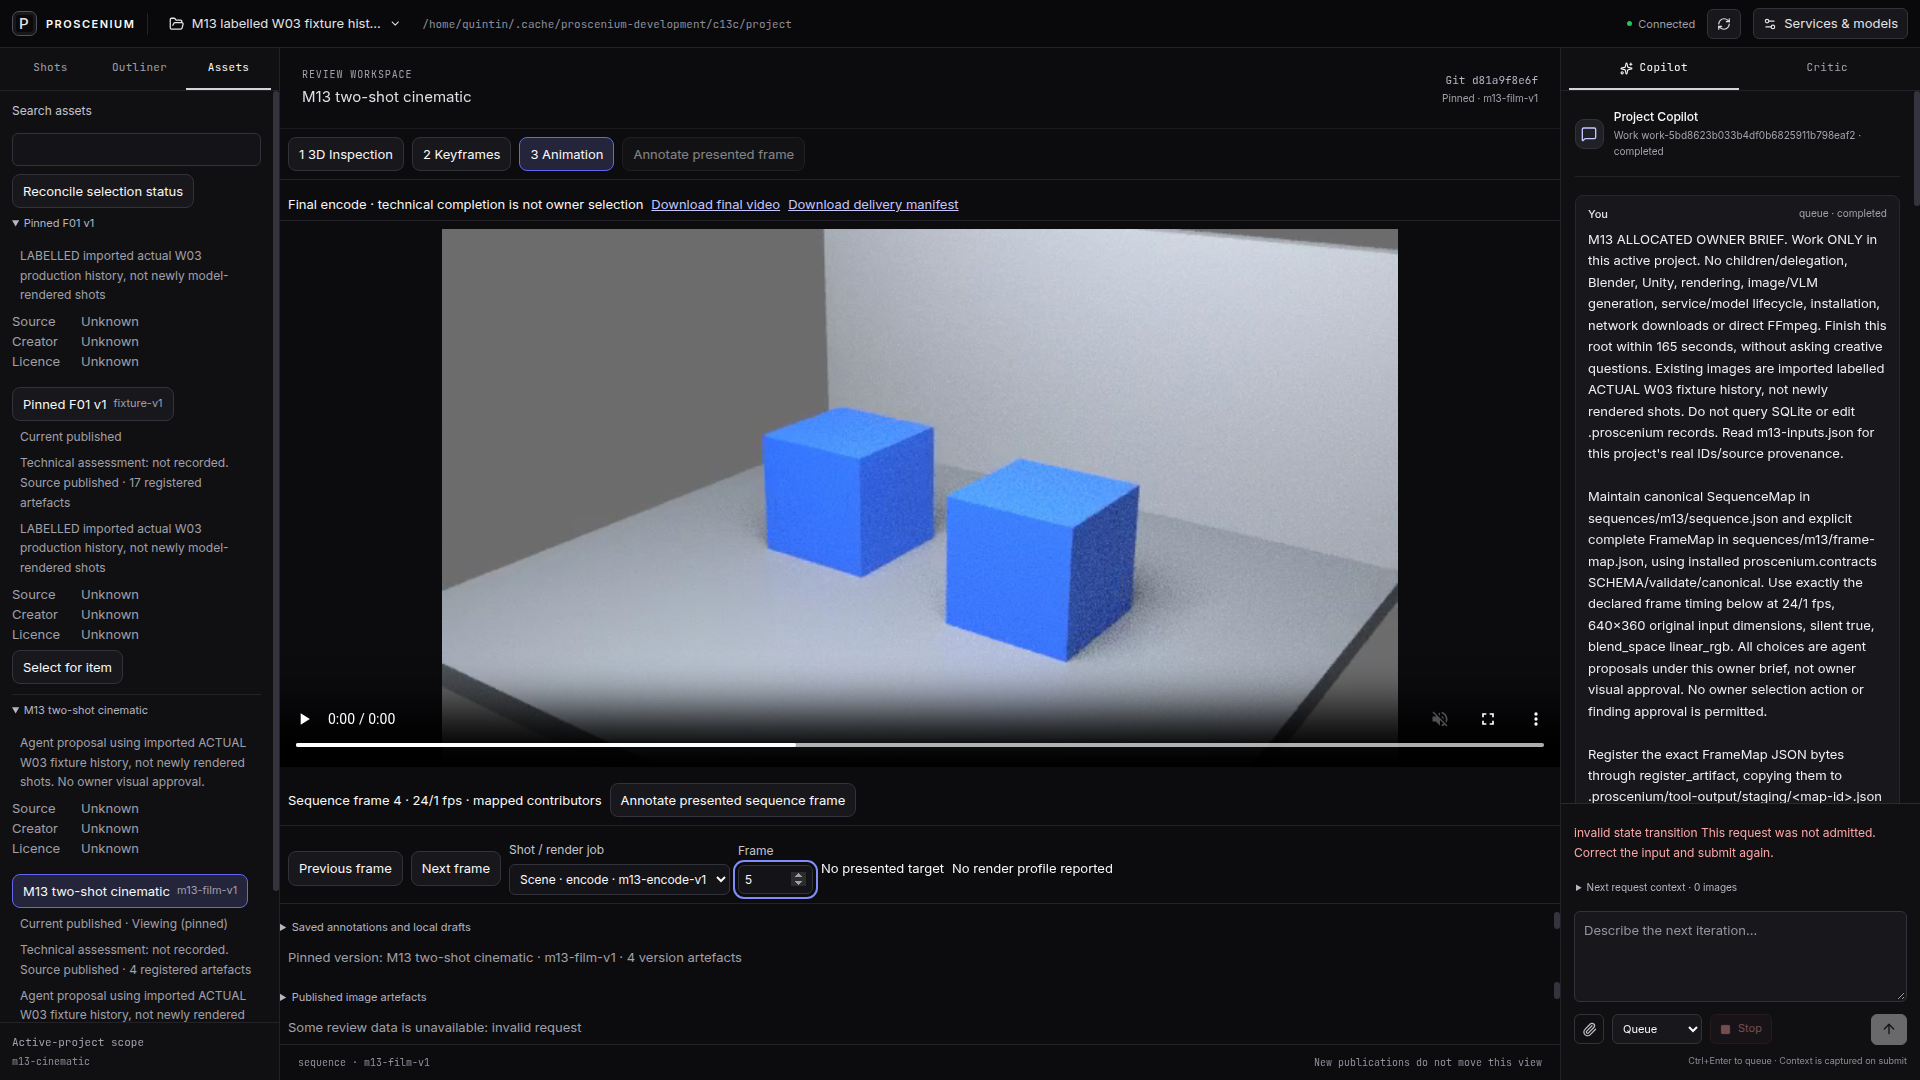 P PROSCENIUM
M13 labelled W03 fixture hist...
/home/quintin/.cache/proscenium-development/c13c/project
Connected
Services & models
Shots
Outliner
Assets
Search assets
Reconcile selection status
Pinned F01 v1
LABELLED imported actual W03
production history, not newly model-
rendered shots
Source Unknown
Creator Unknown
Licence Unknown
Pinned F01 v1 fixture-v1
Current published
Technical assessment: not recorded.
Source published · 17 registered
artefacts
LABELLED imported actual W03
production history, not newly model-
rendered shots
Source Unknown
Creator Unknown
Licence Unknown
Select for item
M13 two-shot cinematic
Agent proposal using imported ACTUAL
W03 fixture history, not newly rendered
shots. No owner visual approval.
Source Unknown
Creator Unknown
Licence Unknown
M13 two-shot cinematic m13-film-v1
Current published · Viewing (pinned)
Technical assessment: not recorded.
Source published · 4 registered artefacts
Agent proposal using imported ACTUAL
W03 fixture history, not newly rendered
Active-project scope
m13-cinematic
REVIEW WORKSPACE
M13 two-shot cinematic
Git d81a9f8e6f
Pinned · m13-film-v1
1 3D Inspection
2 Keyframes
3 Animation
Annotate presented frame
Final encode · technical completion is not owner selection Download final video Download delivery manifest
0:00 / 0:00
Sequence frame 4 · 24/1 fps · mapped contributors
Annotate presented sequence frame
Previous frame
Next frame
Shot / render job
Scene · encode · m13-encode-v1
Frame
5
No presented target No render profile reported
Saved annotations and local drafts
Pinned version: M13 two-shot cinematic · m13-film-v1 · 4 version artefacts
Published image artefacts
Some review data is unavailable: invalid request
sequence · m13-film-v1
New publications do not move this view
Copilot
Critic
Project Copilot
Work work-5bd8623b033b4df0b6825911b798eaf2 ·
completed
You
queue · completed
M13 ALLOCATED OWNER BRIEF. Work ONLY in
this active project. No children/delegation,
Blender, Unity, rendering, image/VLM
generation, service/model lifecycle, installation,
network downloads or direct FFmpeg. Finish this
root within 165 seconds, without asking creative
questions. Existing images are imported labelled
ACTUAL W03 fixture history, not newly
rendered shots. Do not query SQLite or edit
.proscenium records. Read m13-inputs.json for
this project's real IDs/source provenance.
Maintain canonical SequenceMap in
sequences/m13/sequence.json and explicit
complete FrameMap in sequences/m13/frame-
map.json, using installed proscenium.contracts
SCHEMA/validate/canonical. Use exactly the
declared frame timing below at 24/1 fps,
640×360 original input dimensions, silent true,
blend_space linear_rgb. All choices are agent
proposals under this owner brief, not owner
visual approval. No owner selection action or
finding approval is permitted.
Register the exact FrameMap JSON bytes
through register_artifact, copying them to
.proscenium/tool-output/staging/<map-id>.json
invalid state transition This request was not admitted.
Correct the input and submit again.
Next request context · 0 images
Describe the next iteration...
Queue
Stop
Ctrl+Enter to queue · Context is captured on submit